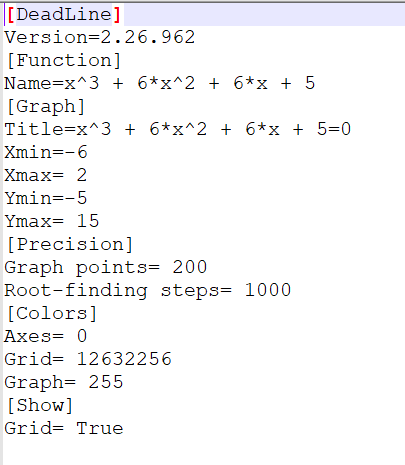 [DeadLine]
Version=2.26.962
[Function]
Name=x^3 + 6*x^2 + 6*x + 5
[Graph]
Title=x^3 + 6*x^2 + 6*x + 5=0
Xmin=-6
Xmax= 2
Ymin=-5
Ymax= 15
[Precision]
Graph points= 200
Root-finding steps= 1000
[Colors]
Axes= 0
Grid= 12632256
Graph= 255
[Show]
Grid= True